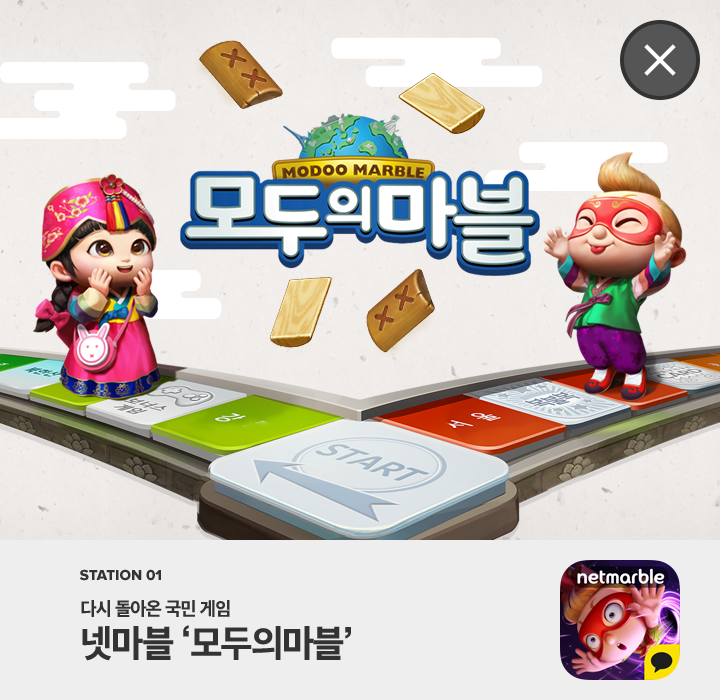 MODOO MARBLE
모두의마블
START
서울
STATION 01
다시 돌아온 국민 게임
넷마블 ‘모두의마블’
netmarble